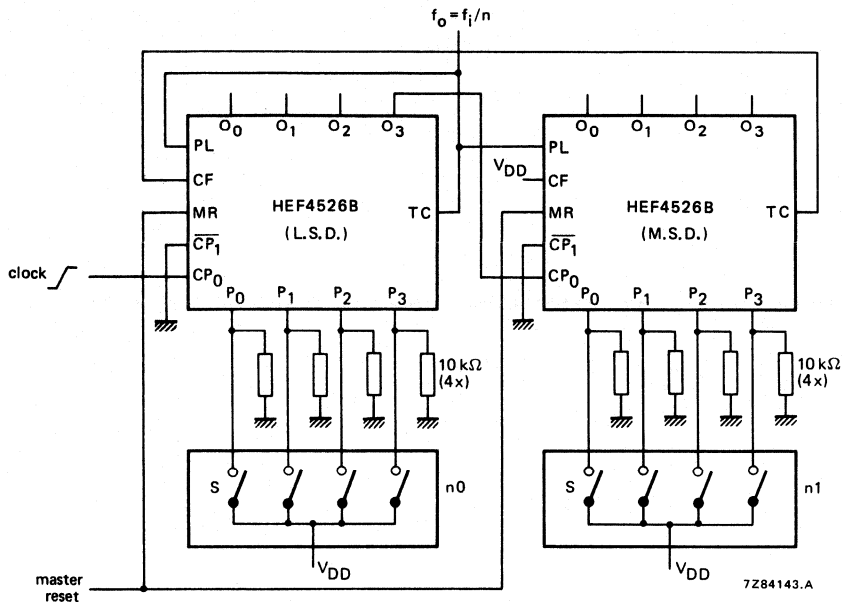 fo = fi/n
O0 O1 O2 O3
PL
CF
MR
CP1
CP0
HEF4526B
(L.S.D.)
TC
P0 P1 P2 P3
clock
10 kΩ
(4x)
S
n0
VDD
O0 O1 O2 O3
PL
VDD
CF
MR
CP1
CP0
HEF4526B
(M.S.D.)
TC
P0 P1 P2 P3
10 kΩ
(4x)
S
n1
VDD
master
reset
7Z84143.A